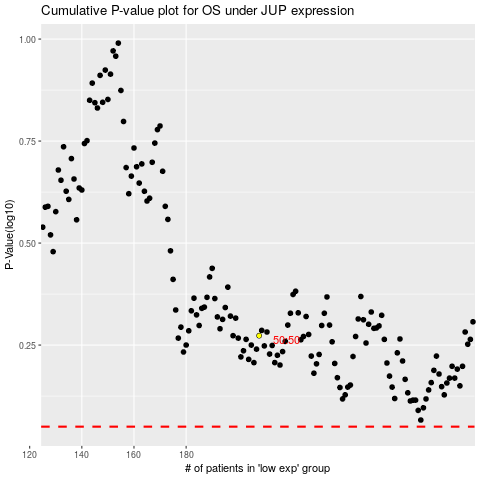 Cumulative P-value plot for OS under JUP expression
P-Value(log10)
1.00
0.75
0.50
0.25
50-50
120 140 160 180
# of patients in 'low exp' group